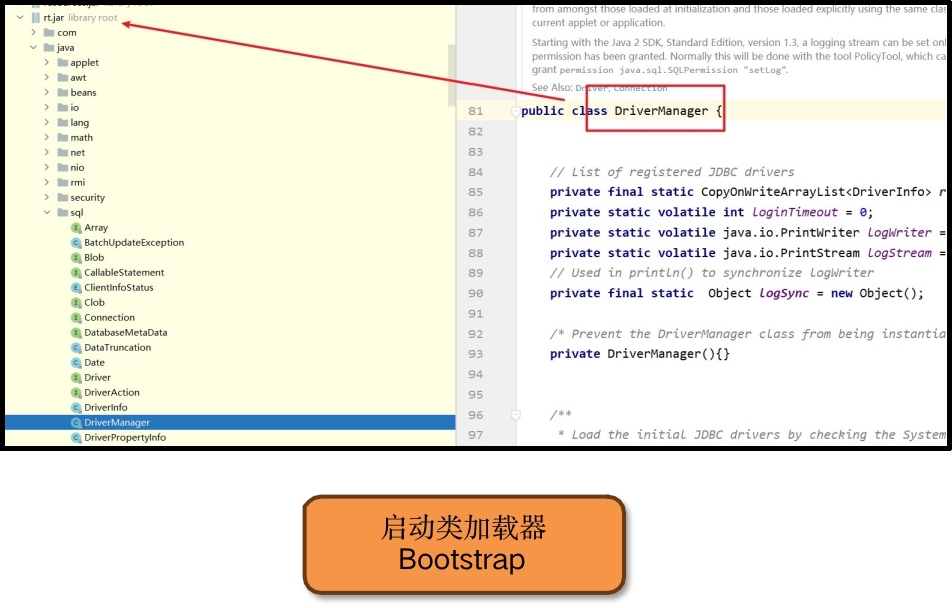 rt.jar library root
com
java
applet
awt
beans
io
lang
math
net
nio
rmi
security
sql
Array
BatchUpdateException
Blob
CallableStatement
ClientInfoStatus
Clob
Connection
DatabaseMetaData
DataTruncation
Date
Driver
DriverAction
DriverInfo
DriverManager
DriverPropertyInfo
from amongst those loaded at initialization and those loaded explicitly using the same clas
current applet or application.
Starting with the Java 2 SDK, Standard Edition, version 1.3, a logging stream can be set onl
permission has been granted. Normally this will be done with the tool PolicyTool, which ca
grant permission java.sql.SQLPermission "setLog".
See Also: Driver, Connection
81 public class DriverManager {
82
83
84 // List of registered JDBC drivers
85 private final static CopyOnWriteArrayList<DriverInfo> r
86 private static volatile int loginTimeout = 0;
87 private static volatile java.io.PrintWriter logWriter =
88 private static volatile java.io.PrintStream logStream =
89 // Used in println() to synchronize logWriter
90 private final static Object logSync = new Object();
91
92 /* Prevent the DriverManager class from being instantia
93 private DriverManager(){}
94
95
96 /**
97 * Load the initial JDBC drivers by checking the System
启动类加载器
Bootstrap